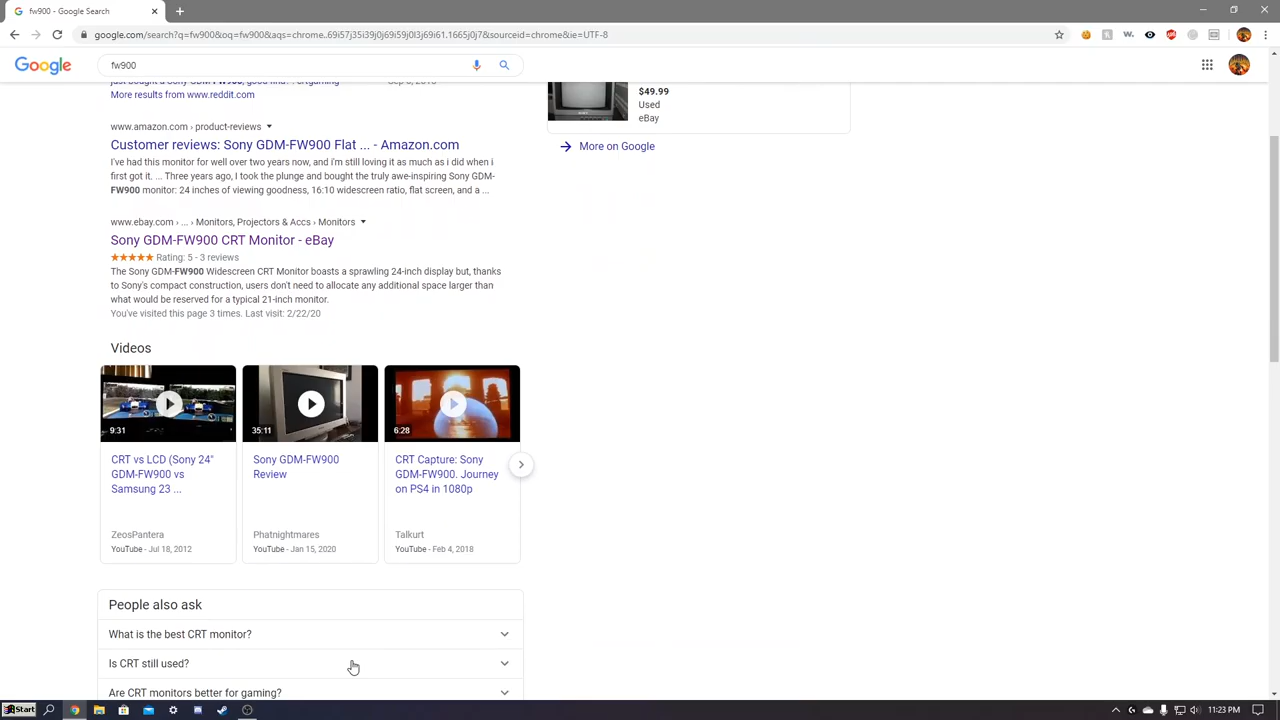 fw900 - Google Search
google.com/search?q=fw900&oq=fw900&aqs=chrome..69i57j35i39j0j69i59j0l3j69i61.1665j0j7&sourceid=chrome&ie=UTF-8
Google
fw900
More results from www.reddit.com
$49.99
Used
eBay
More on Google
www.amazon.com › product-reviews
Customer reviews: Sony GDM-FW900 Flat ... - Amazon.com
I've had this monitor for well over two years now, and i'm still loving it as much as i did when i
first got it. ... Three years ago, I took the plunge and bought the truly awe-inspiring Sony GDM-
FW900 monitor: 24 inches of viewing goodness, 16:10 widescreen ratio, flat screen, and a ...
www.ebay.com › ... › Monitors, Projectors & Accs › Monitors
Sony GDM-FW900 CRT Monitor - eBay
Rating: 5 - 3 reviews
The Sony GDM-FW900 Widescreen CRT Monitor boasts a sprawling 24-inch display but, thanks
to Sony's compact construction, users don't need to allocate any additional space larger than
what would be reserved for a typical 21-inch monitor.
You've visited this page 3 times. Last visit: 2/22/20
Videos
9:31
35:11
6:28
CRT vs LCD (Sony 24"
GDM-FW900 vs
Samsung 23 ...
ZeosPantera
YouTube - Jul 18, 2012
Sony GDM-FW900
Review
Phatnightmares
YouTube - Jan 15, 2020
CRT Capture: Sony
GDM-FW900. Journey
on PS4 in 1080p
Talkurt
YouTube - Feb 4, 2018
People also ask
What is the best CRT monitor?
Is CRT still used?
Are CRT monitors better for gaming?
Start
11:23 PM